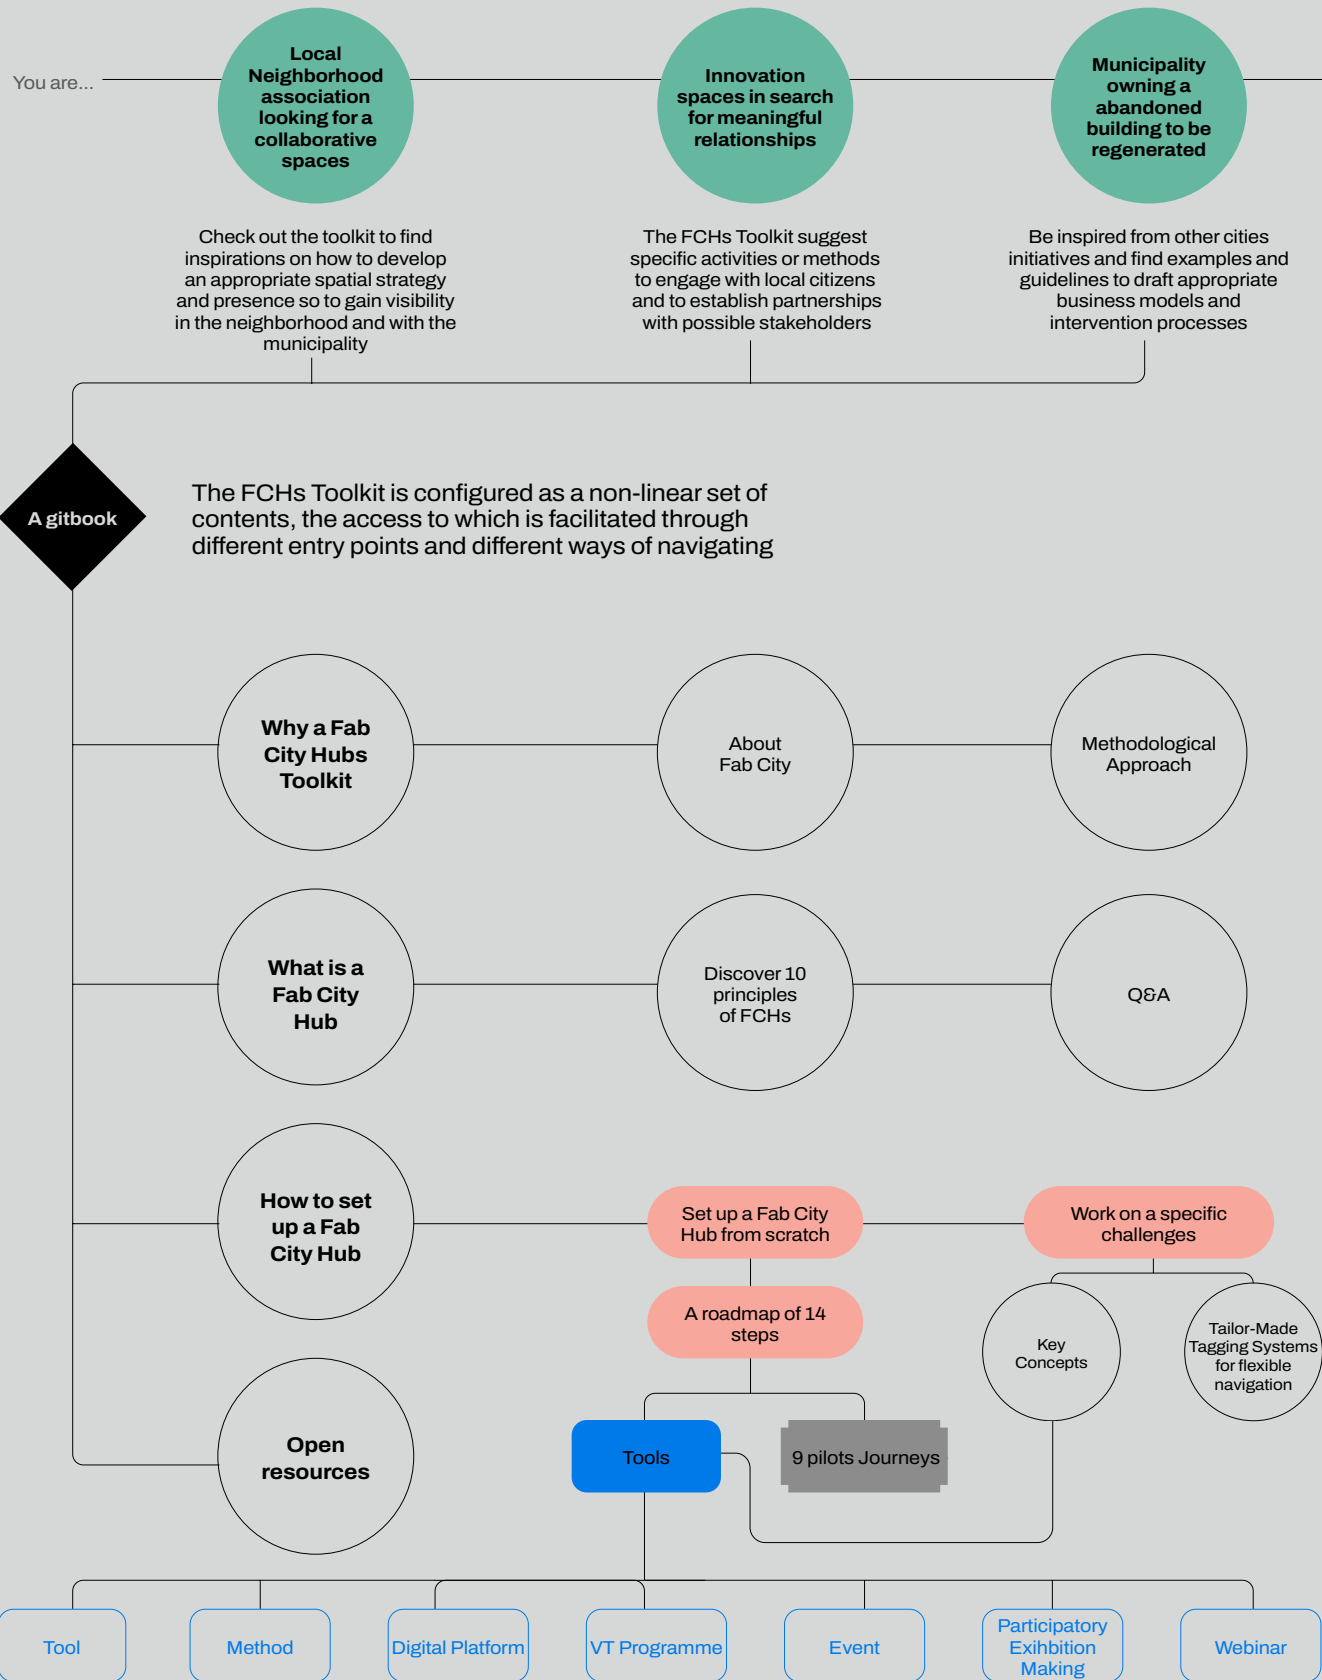 You are...
Local
Neighborhood
association
looking for a
collaborative
spaces
Innovation
spaces in search
for meaningful
relationships
Municipality
owning a
abandoned
building to be
regenerated
Check out the toolkit to find
inspirations on how to develop
an appropriate spatial strategy
and presence so to gain visibility
in the neighborhood and with the
municipality
The FCHs Toolkit suggest
specific activities or methods
to engage with local citizens
and to establish partnerships
with possible stakeholders
Be inspired from other cities
initiatives and find examples and
guidelines to draft appropriate
business models and
intervention processes
A gitbook
The FCHs Toolkit is configured as a non-linear set of
contents, the access to which is facilitated through
different entry points and different ways of navigating
Why a Fab
City Hubs
Toolkit
About
Fab City
Methodological
Approach
What is a
Fab City
Hub
Discover 10
principles
of FCHs
Q&A
How to set
up a Fab
City Hub
Set up a Fab City
Hub from scratch
Work on a specific
challenges
A roadmap of 14
steps
Key
Concepts
Tailor-Made
Tagging Systems
for flexible
navigation
Open
resources
Tools
9 pilots Journeys
Tool
Method
Digital Platform
VT Programme
Event
Participatory
Exihbition
Making
Webinar